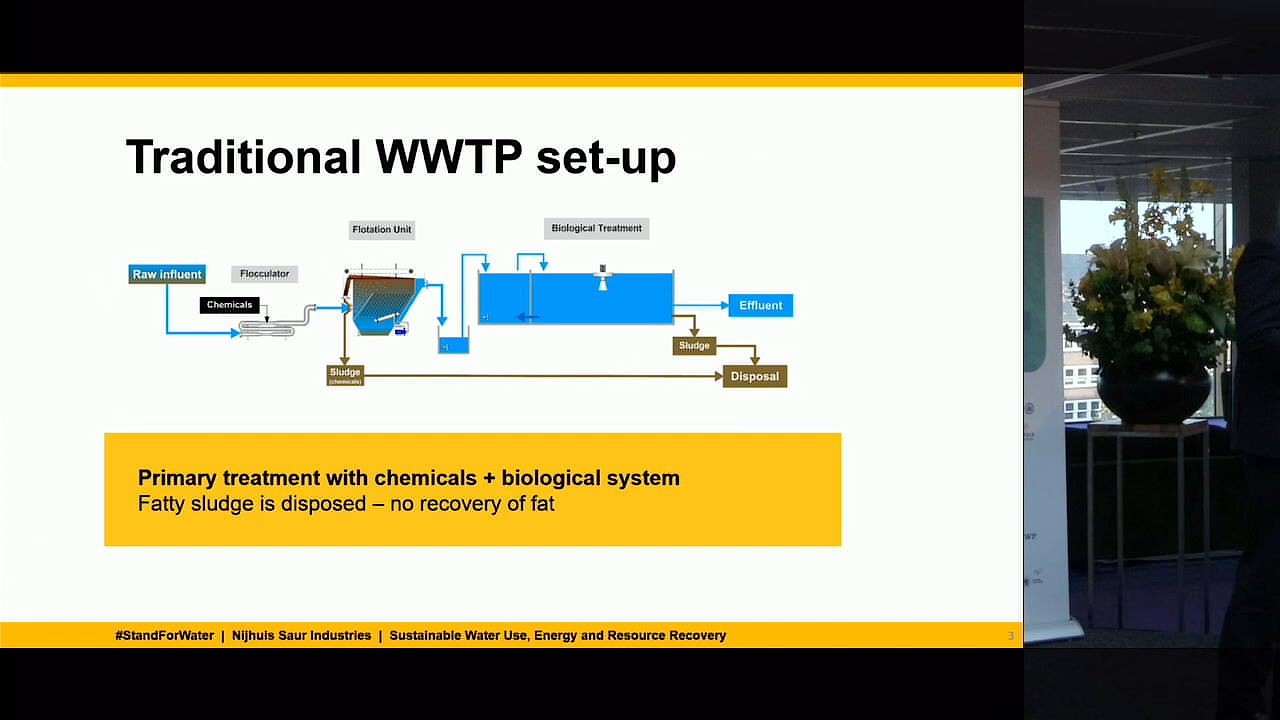 Traditional WWTP set-up
Flotation Unit
Biological Treatment
Raw influent
Flocculator
Chemicals
Effluent
Sludge
Sludge
(chemicals)
Disposal
Primary treatment with chemicals + biological system
Fatty sludge is disposed – no recovery of fat
#StandForWater | Nijhuis Saur Industries | Sustainable Water Use, Energy and Resource Recovery
3